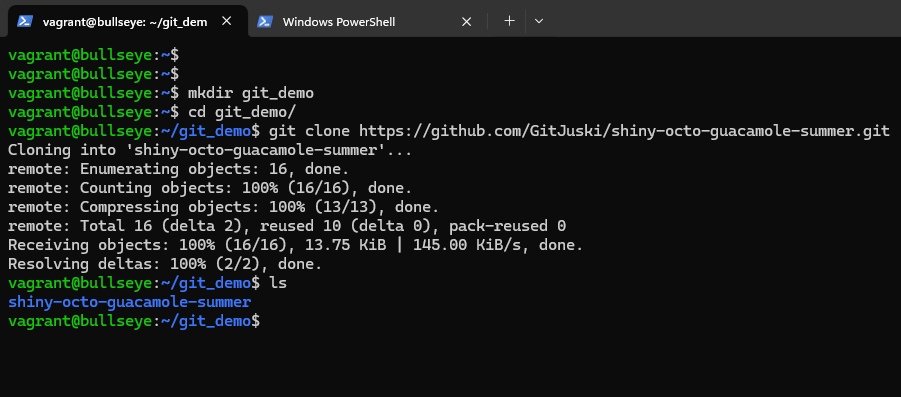 vagrant@bullseye: ~/git_dem
Windows PowerShell
vagrant@bullseye:~$
vagrant@bullseye:~$
vagrant@bullseye:~$ mkdir git_demo
vagrant@bullseye:~$ cd git_demo/
vagrant@bullseye:~/git_demo$ git clone https://github.com/GitJuski/shiny-octo-guacamole-summer.git
Cloning into 'shiny-octo-guacamole-summer'...
remote: Enumerating objects: 16, done.
remote: Counting objects: 100% (16/16), done.
remote: Compressing objects: 100% (13/13), done.
remote: Total 16 (delta 2), reused 10 (delta 0), pack-reused 0
Receiving objects: 100% (16/16), 13.75 KiB | 145.00 KiB/s, done.
Resolving deltas: 100% (2/2), done.
vagrant@bullseye:~/git_demo$ ls
shiny-octo-guacamole-summer
vagrant@bullseye:~/git_demo$